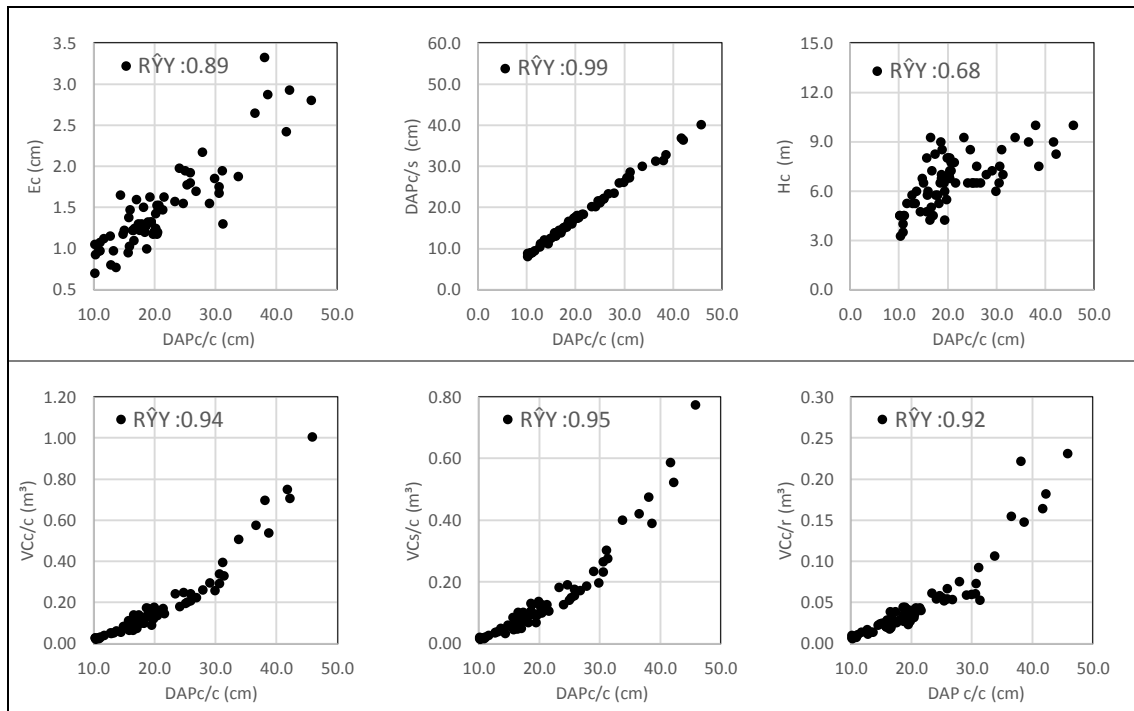 3.5
3.0
2.5
2.0
1.5
1.0
0.5
Ec (cm)
RŶY :0.89
10.0 20.0 30.0 40.0 50.0
DAPc/c (cm)
60.0
50.0
40.0
30.0
20.0
10.0
0.0
DAPc/s (cm)
RŶY :0.99
0.0 10.0 20.0 30.0 40.0 50.0
DAPc/c (cm)
15.0
12.0
9.0
6.0
3.0
0.0
Hc (m)
RŶY :0.68
0.0 10.0 20.0 30.0 40.0 50.0
DAPc/c (cm)
1.20
1.00
0.80
0.60
0.40
0.20
0.00
VCc/c (m³)
RŶY :0.94
10.0 20.0 30.0 40.0 50.0
DAPc/c (cm)
0.80
0.60
0.40
0.20
0.00
VCs/c (m³)
RŶY :0.95
10.0 20.0 30.0 40.0 50.0
DAPc/c (cm)
0.30
0.25
0.20
0.15
0.10
0.05
0.00
VCc/r (m³)
RŶY :0.92
10.0 20.0 30.0 40.0 50.0
DAP c/c (cm)